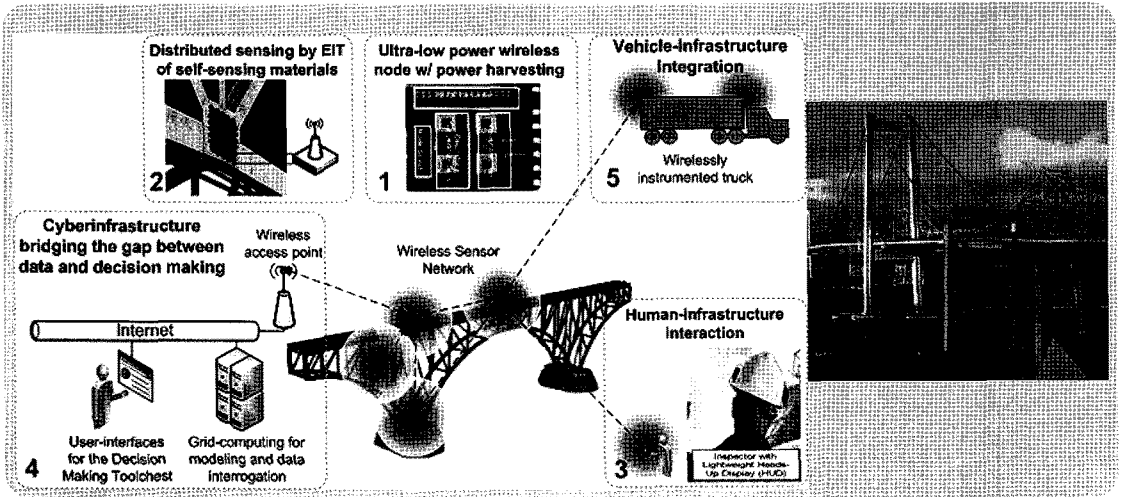 Distributed sensing by EIT
of self-sensing materials
2
Ultra-low power wireless
node w/ power harvesting
1
Vehicle-Infrastructure
Integration
5
Wirelessly
instrumented truck
Cyberinfrastructure
bridging the gap between
data and decision making
Wireless
access point
Internet
User-interfaces
for the Decision
Making Toolchest
Grid-computing for
modeling and data
interrogation
4
Wireless Sensor
Network
Human-Infrastructure
Interaction
3
Inspector with
Lightweight Heads-
Up Display (HUD)